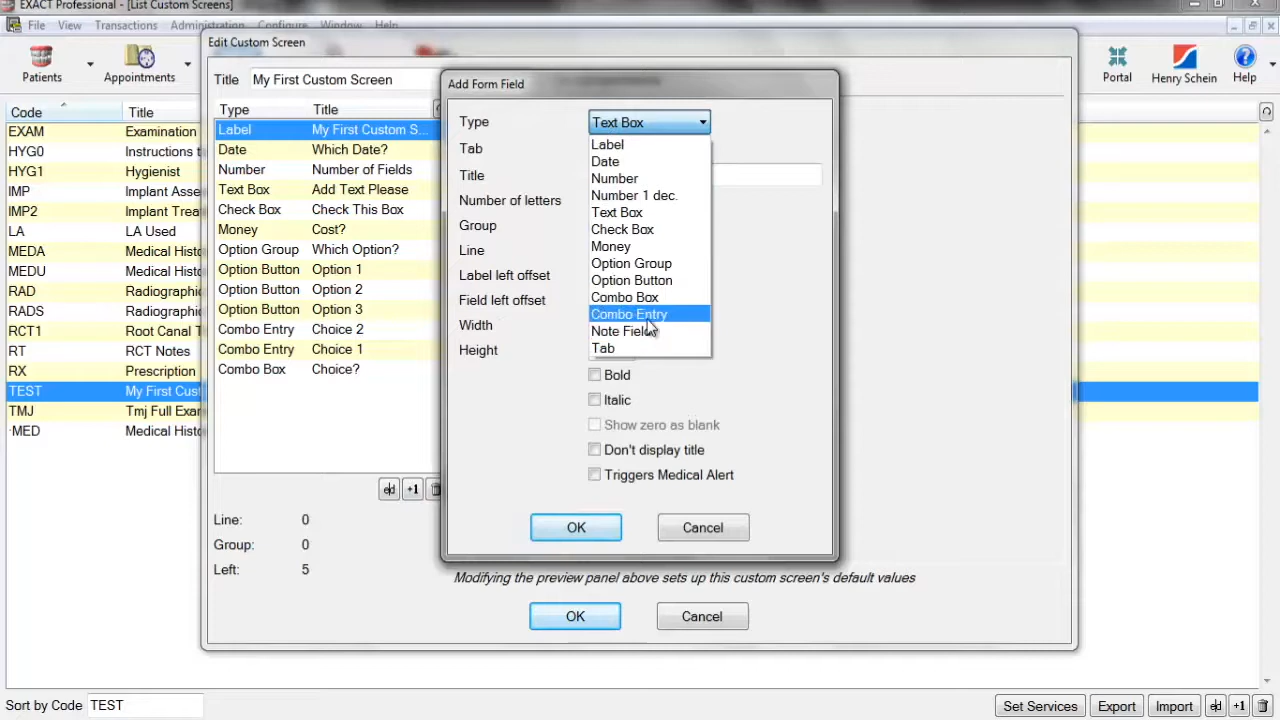 EXACT Professional - [List Custom Screens]
File View Transactions Administration Configure Window Help
Patients
Appointments
Portal
Henry Schein
Help
Code Title
EXAM Examination
HYG0 Instructions t
HYG1 Hygienist
IMP Implant Asse
IMP2 Implant Trea
LA LA Used
MEDA Medical Histo
MEDU Medical Histo
RAD Radiographic
RADS Radiographic
RCT1 Root Canal T
RT RCT Notes
RX Prescription
TEST My First Cust
TMJ Tmj Full Exar
·MED Medical Histo
Sort by Code TEST
Set Services Export Import +1
Edit Custom Screen
Title My First Custom Screen
Type Title
Label My First Custom S...
Date Which Date?
Number Number of Fields
Text Box Add Text Please
Check Box Check This Box
Money Cost?
Option Group Which Option?
Option Button Option 1
Option Button Option 2
Option Button Option 3
Combo Entry Choice 2
Combo Entry Choice 1
Combo Box Choice?
+1
Line: 0
Group: 0
Left: 5
Modifying the preview panel above sets up this custom screen's default values
OK Cancel
Add Form Field
Type Text Box
Tab
Title
Number of letters
Group
Line
Label left offset
Field left offset
Width
Height
Label
Date
Number
Number 1 dec.
Text Box
Check Box
Money
Option Group
Option Button
Combo Box
Combo Entry
Note Field
Tab
Bold
Italic
Show zero as blank
Don't display title
Triggers Medical Alert
OK Cancel